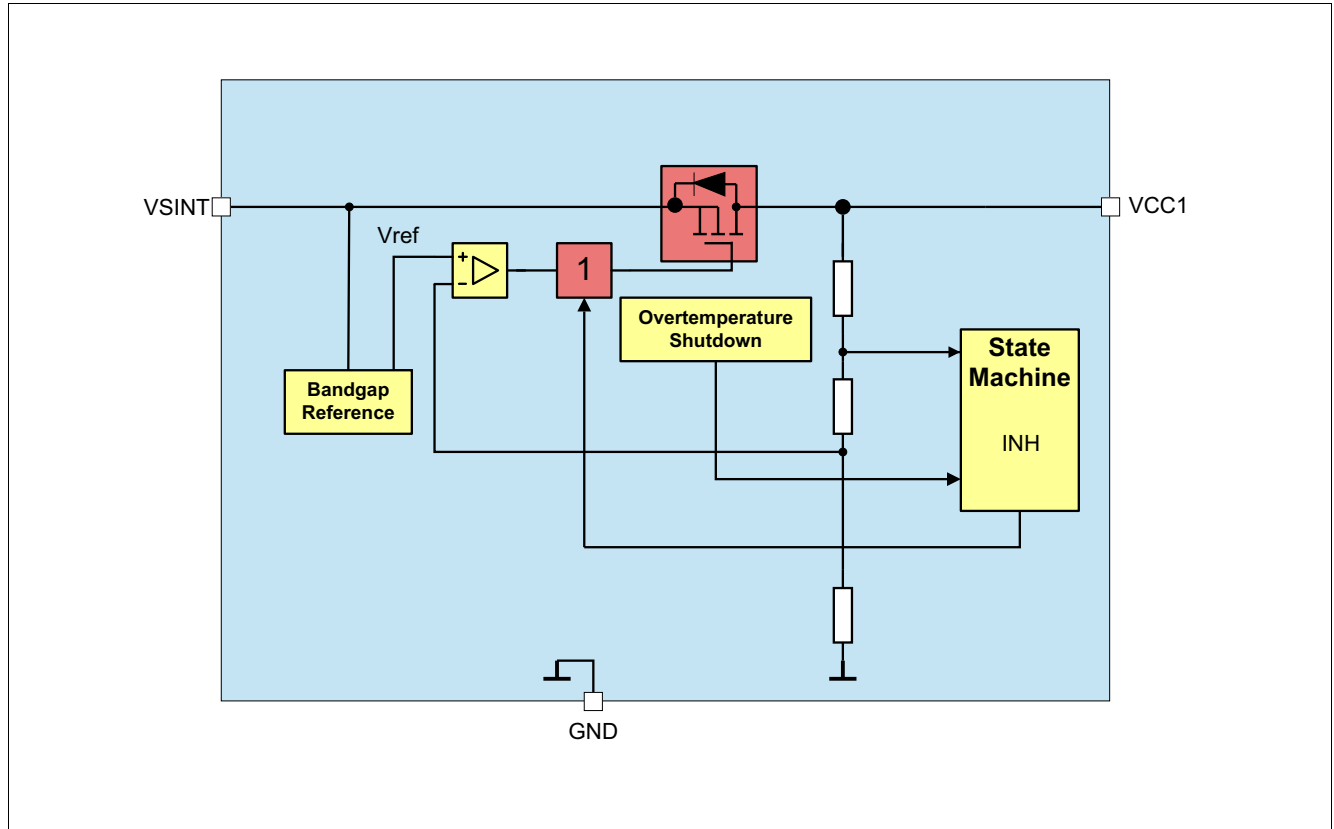 VSINT
VCC1
Vref
+
-
1
Overtemperature
Shutdown
State
Machine
INH
Bandgap
Reference
GND